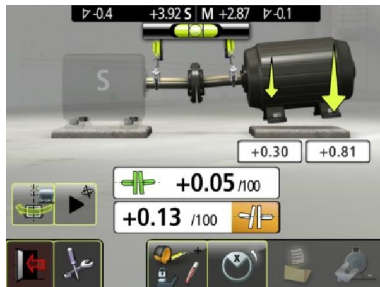 -0.4 +3.92 S M +2.87 -0.1
S
+0.30 +0.81
+0.05 /100
+0.13 /100
X